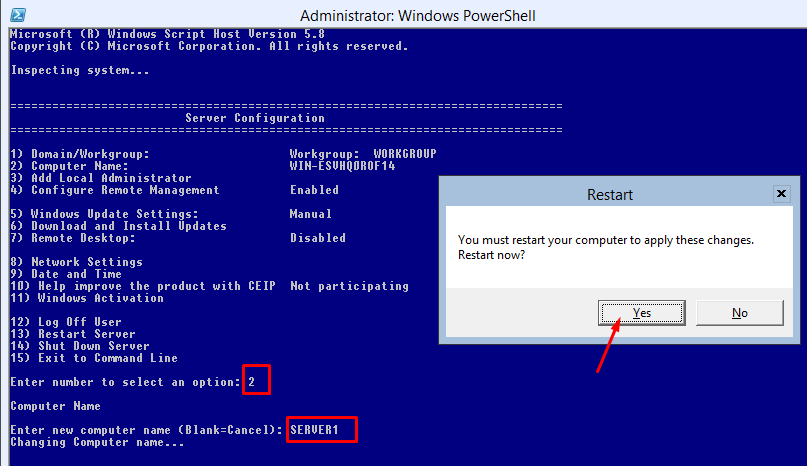 Administrator: Windows PowerShell
Microsoft (R) Windows Script Host Version 5.8
Copyright (C) Microsoft Corporation. All rights reserved.
Inspecting system...
===============================================================================
Server Configuration
===============================================================================
1) Domain/Workgroup: Workgroup: WORKGROUP
2) Computer Name: WIN-ESVHQ0ROF14
3) Add Local Administrator
4) Configure Remote Management Enabled
5) Windows Update Settings: Manual
6) Download and Install Updates
7) Remote Desktop: Disabled
8) Network Settings
9) Date and Time
10) Help improve the product with CEIP Not participating
11) Windows Activation
12) Log Off User
13) Restart Server
14) Shut Down Server
15) Exit to Command Line
Enter number to select an option: 2
Computer Name
Enter new computer name (Blank=Cancel): SERVER1
Changing Computer name...
Restart
You must restart your computer to apply these changes.
Restart now?
Yes No